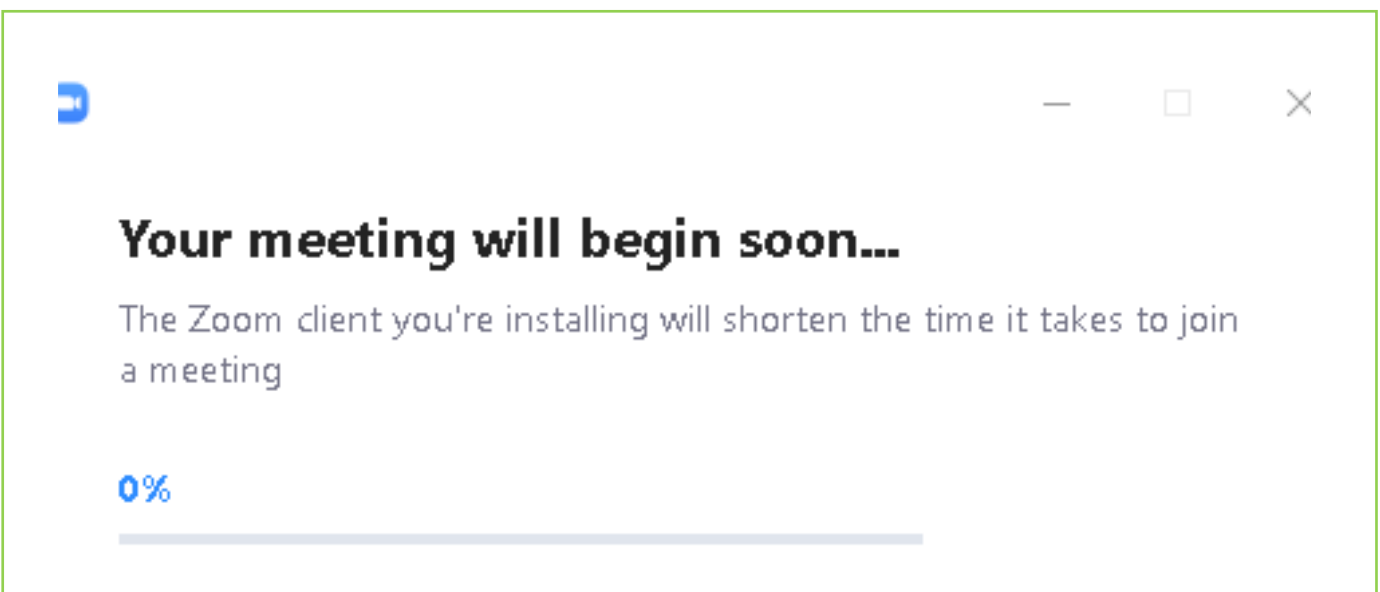 Your meeting will begin soon...
The Zoom client you're installing will shorten the time it takes to join
a meeting
0%